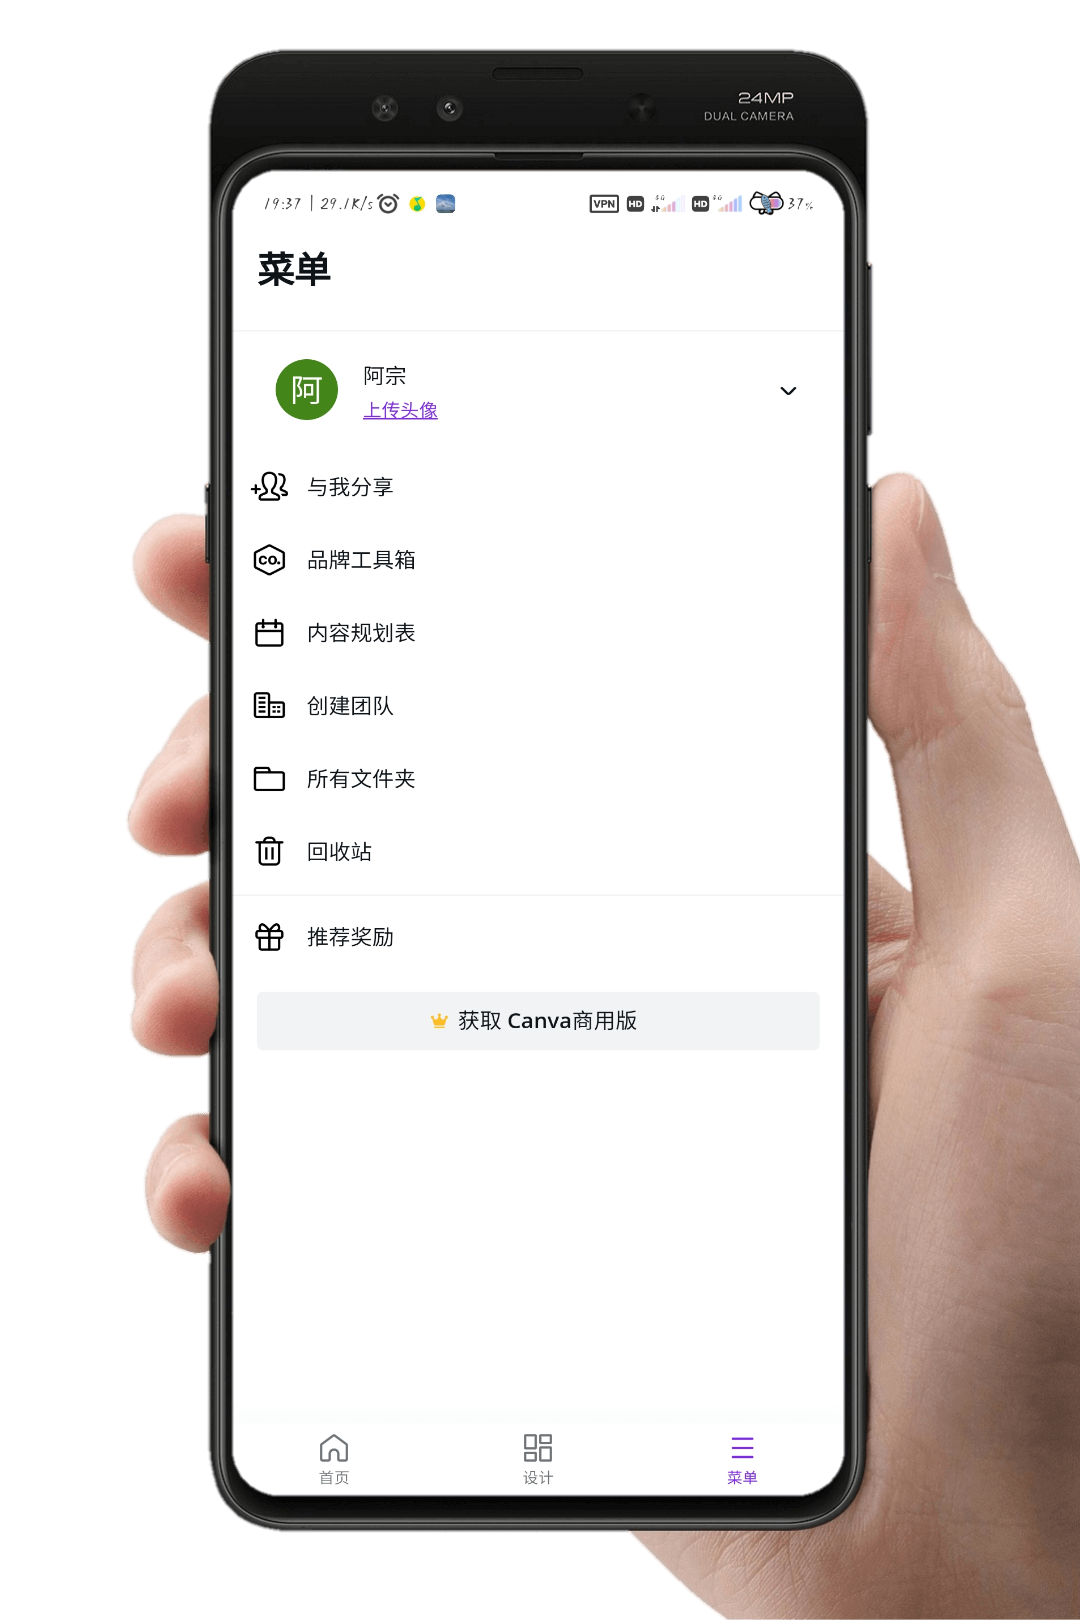 24MP
DUAL CAMERA
19:37 | 29.1K/s VPN HD 5G HD 5G 37%
菜单
阿 阿宗
上传头像
与我分享
CO. 品牌工具箱
内容规划表
创建团队
所有文件夹
回收站
推荐奖励
获取 Canva商用版
首页 设计 菜单